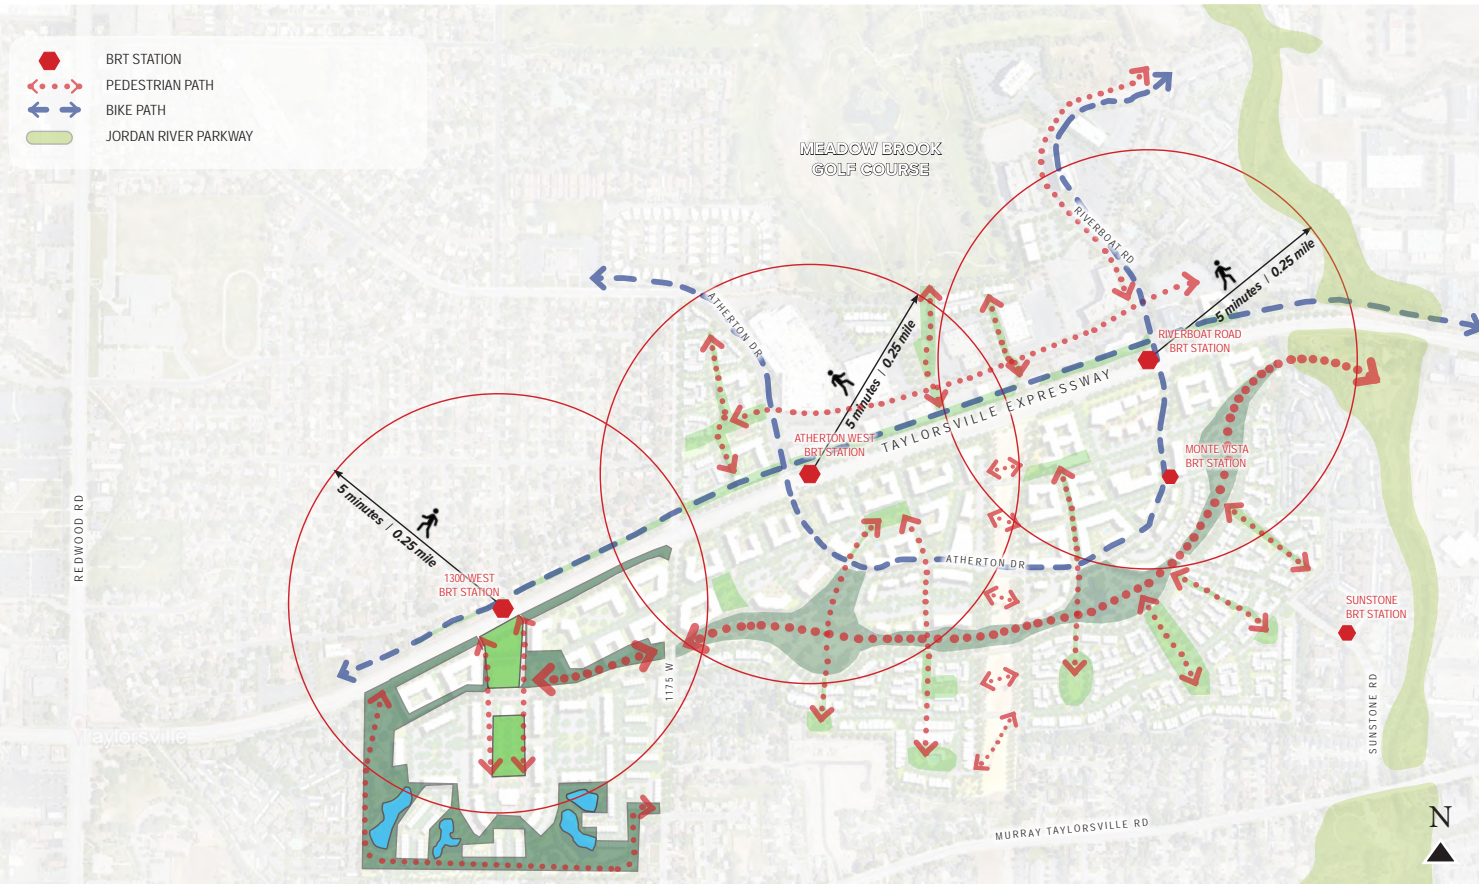 BRT STATION
PEDESTRIAN PATH
BIKE PATH
JORDAN RIVER PARKWAY
MEADOW BROOK
GOLF COURSE
RIVERBOAT RD
5 minutes | 0.25 mile
ATHERTON DR
5 minutes | 0.25 mile
RIVERBOAT ROAD
BRT STATION
TAYLORSVILLE EXPRESSWAY
ATHERTON WEST
BRT STATION
MONTE VISTA
BRT STATION
REDWOOD RD
5 minutes | 0.25 mile
1300 WEST
BRT STATION
ATHERTON DR
SUNSTONE
BRT STATION
1175 W
SUNSTONE RD
Taylorsville
MURRAY TAYLORSVILLE RD
N